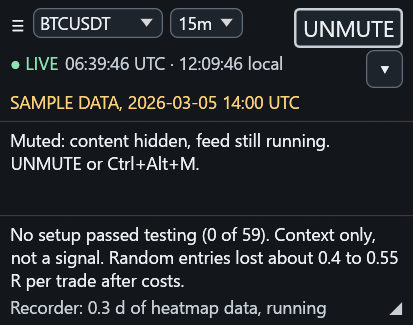 BTCUSDT 15m UNMUTE
● LIVE 06:39:46 UTC · 12:09:46 local
SAMPLE DATA, 2026-03-05 14:00 UTC
Muted: content hidden, feed still running.
UNMUTE or Ctrl+Alt+M.
No setup passed testing (0 of 59). Context only,
not a signal. Random entries lost about 0.4 to 0.55
R per trade after costs.
Recorder: 0.3 d of heatmap data, running